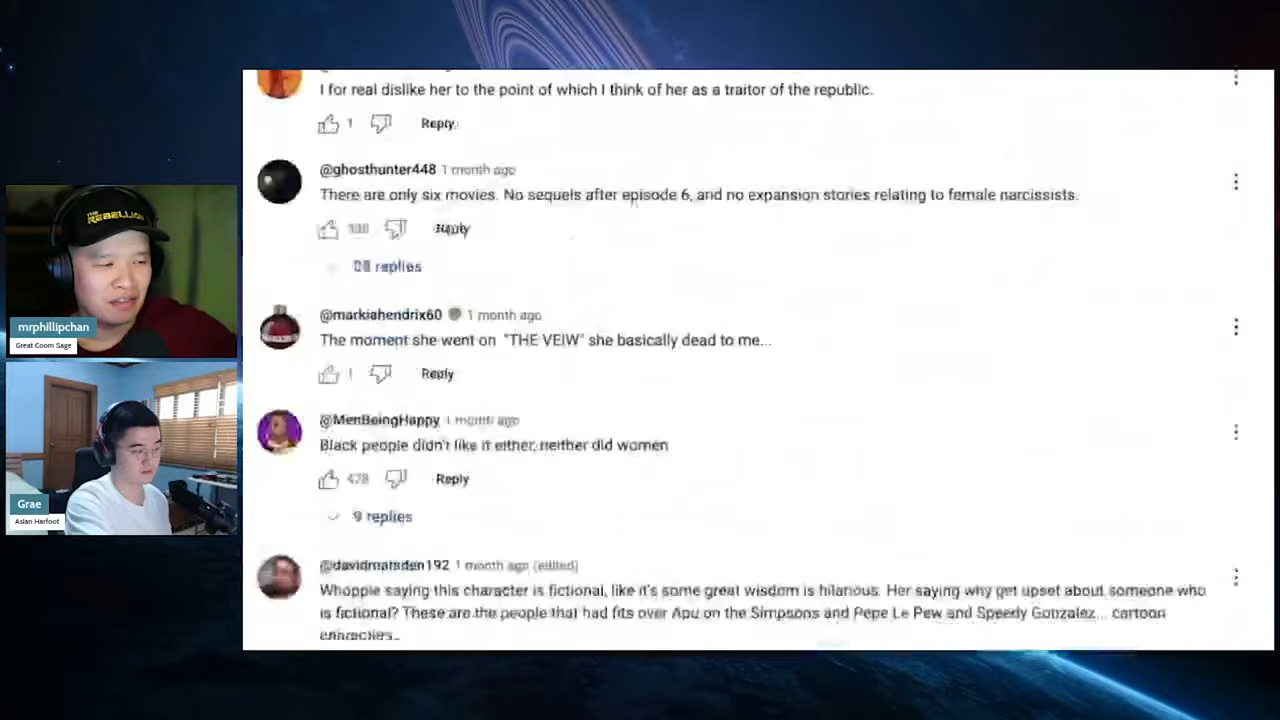 I for real dislike her to the point of which I think of her as a traitor of the republic.
1 Reply
@ghosthunter448 1 month ago
There are only six movies. No sequels after episode 6, and no expansion stories relating to female narcissists.
Reply
replies
THE REBELLION
mrphillipchan
Great Coom Sage
@markiahendrix60 1 month ago
The moment she went on "THE VEIW" she basically dead to me...
1 Reply
@MenBeingHappy 1 month ago
Black people didn't like it either, neither did women
478 Reply
9 replies
Grae
Asian Harfoot
@davidmarsden192 1 month ago (edited)
Whoppie saying this character is fictional, like it's some great wisdom is hilarious. Her saying why get upset about someone who
is fictional? These are the people that had fits over Apu on the Simpsons and Pepe Le Pew and Speedy Gonzalez... cartoon